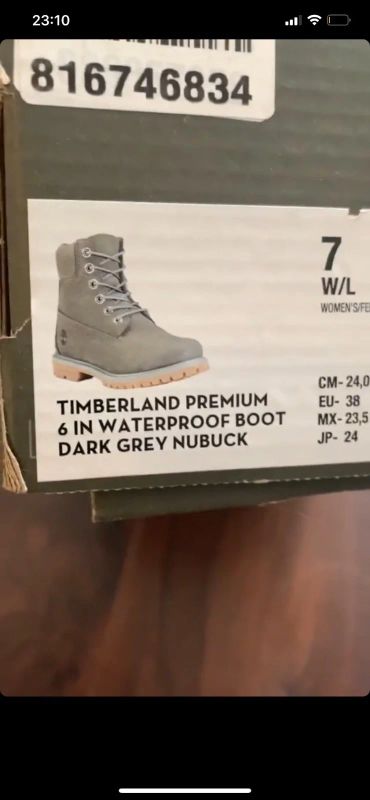 23:10
816746834
7
W/L
WOMEN'S/FE
TIMBERLAND PREMIUM
6 IN WATERPROOF BOOT
DARK GREY NUBUCK
CM- 24,0
EU- 38
MX- 23,5
JP- 24